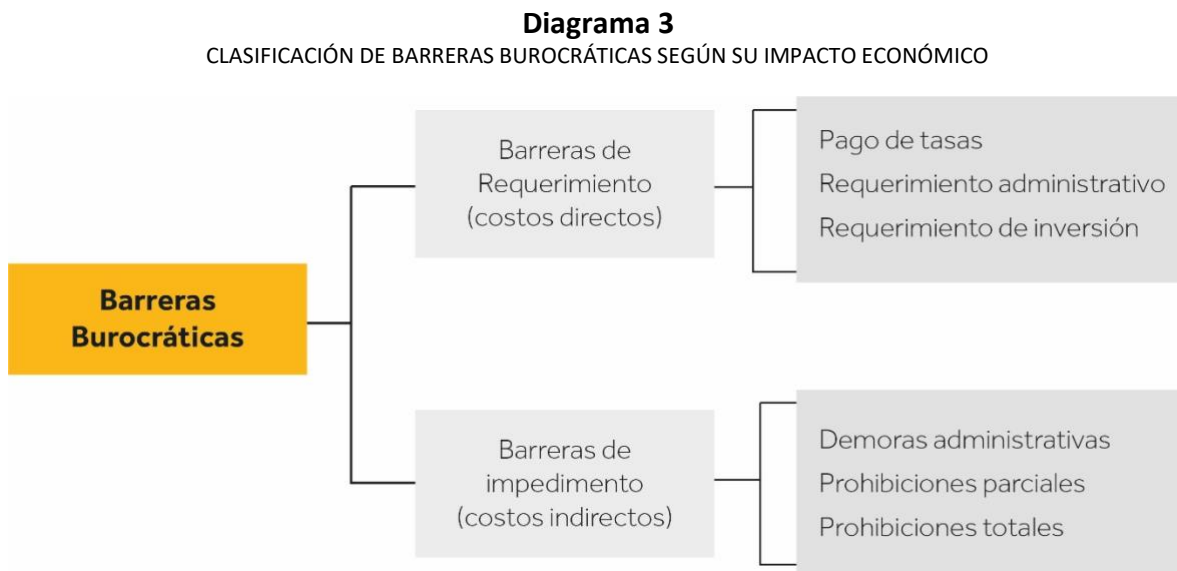 Diagrama 3
CLASIFICACIÓN DE BARRERAS BUROCRÁTICAS SEGÚN SU IMPACTO ECONÓMICO
Barreras
Burocráticas
Barreras de
Requerimiento
(costos directos)
Pago de tasas
Requerimiento administrativo
Requerimiento de inversión
Barreras de
impedimento
(costos indirectos)
Demoras administrativas
Prohibiciones parciales
Prohibiciones totales